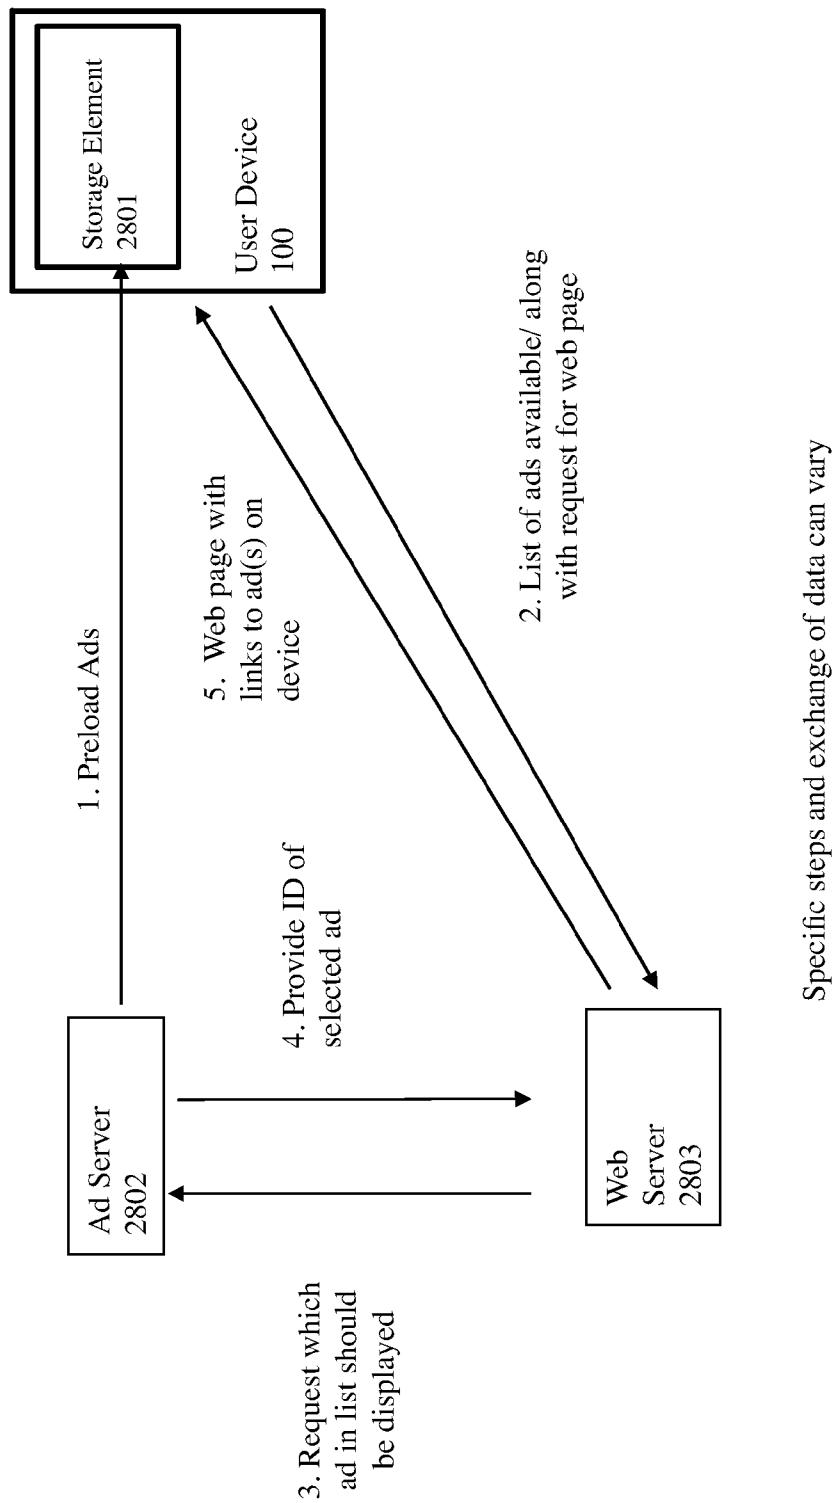 Storage Element
2801
User Device
100
1. Preload Ads
5. Web page with
links to ad(s) on
device
2. List of ads available/ along
with request for web page
4. Provide ID of
selected ad
Ad Server
2802
Web
Server
2803
3. Request which
ad in list should
be displayed
Specific steps and exchange of data can vary